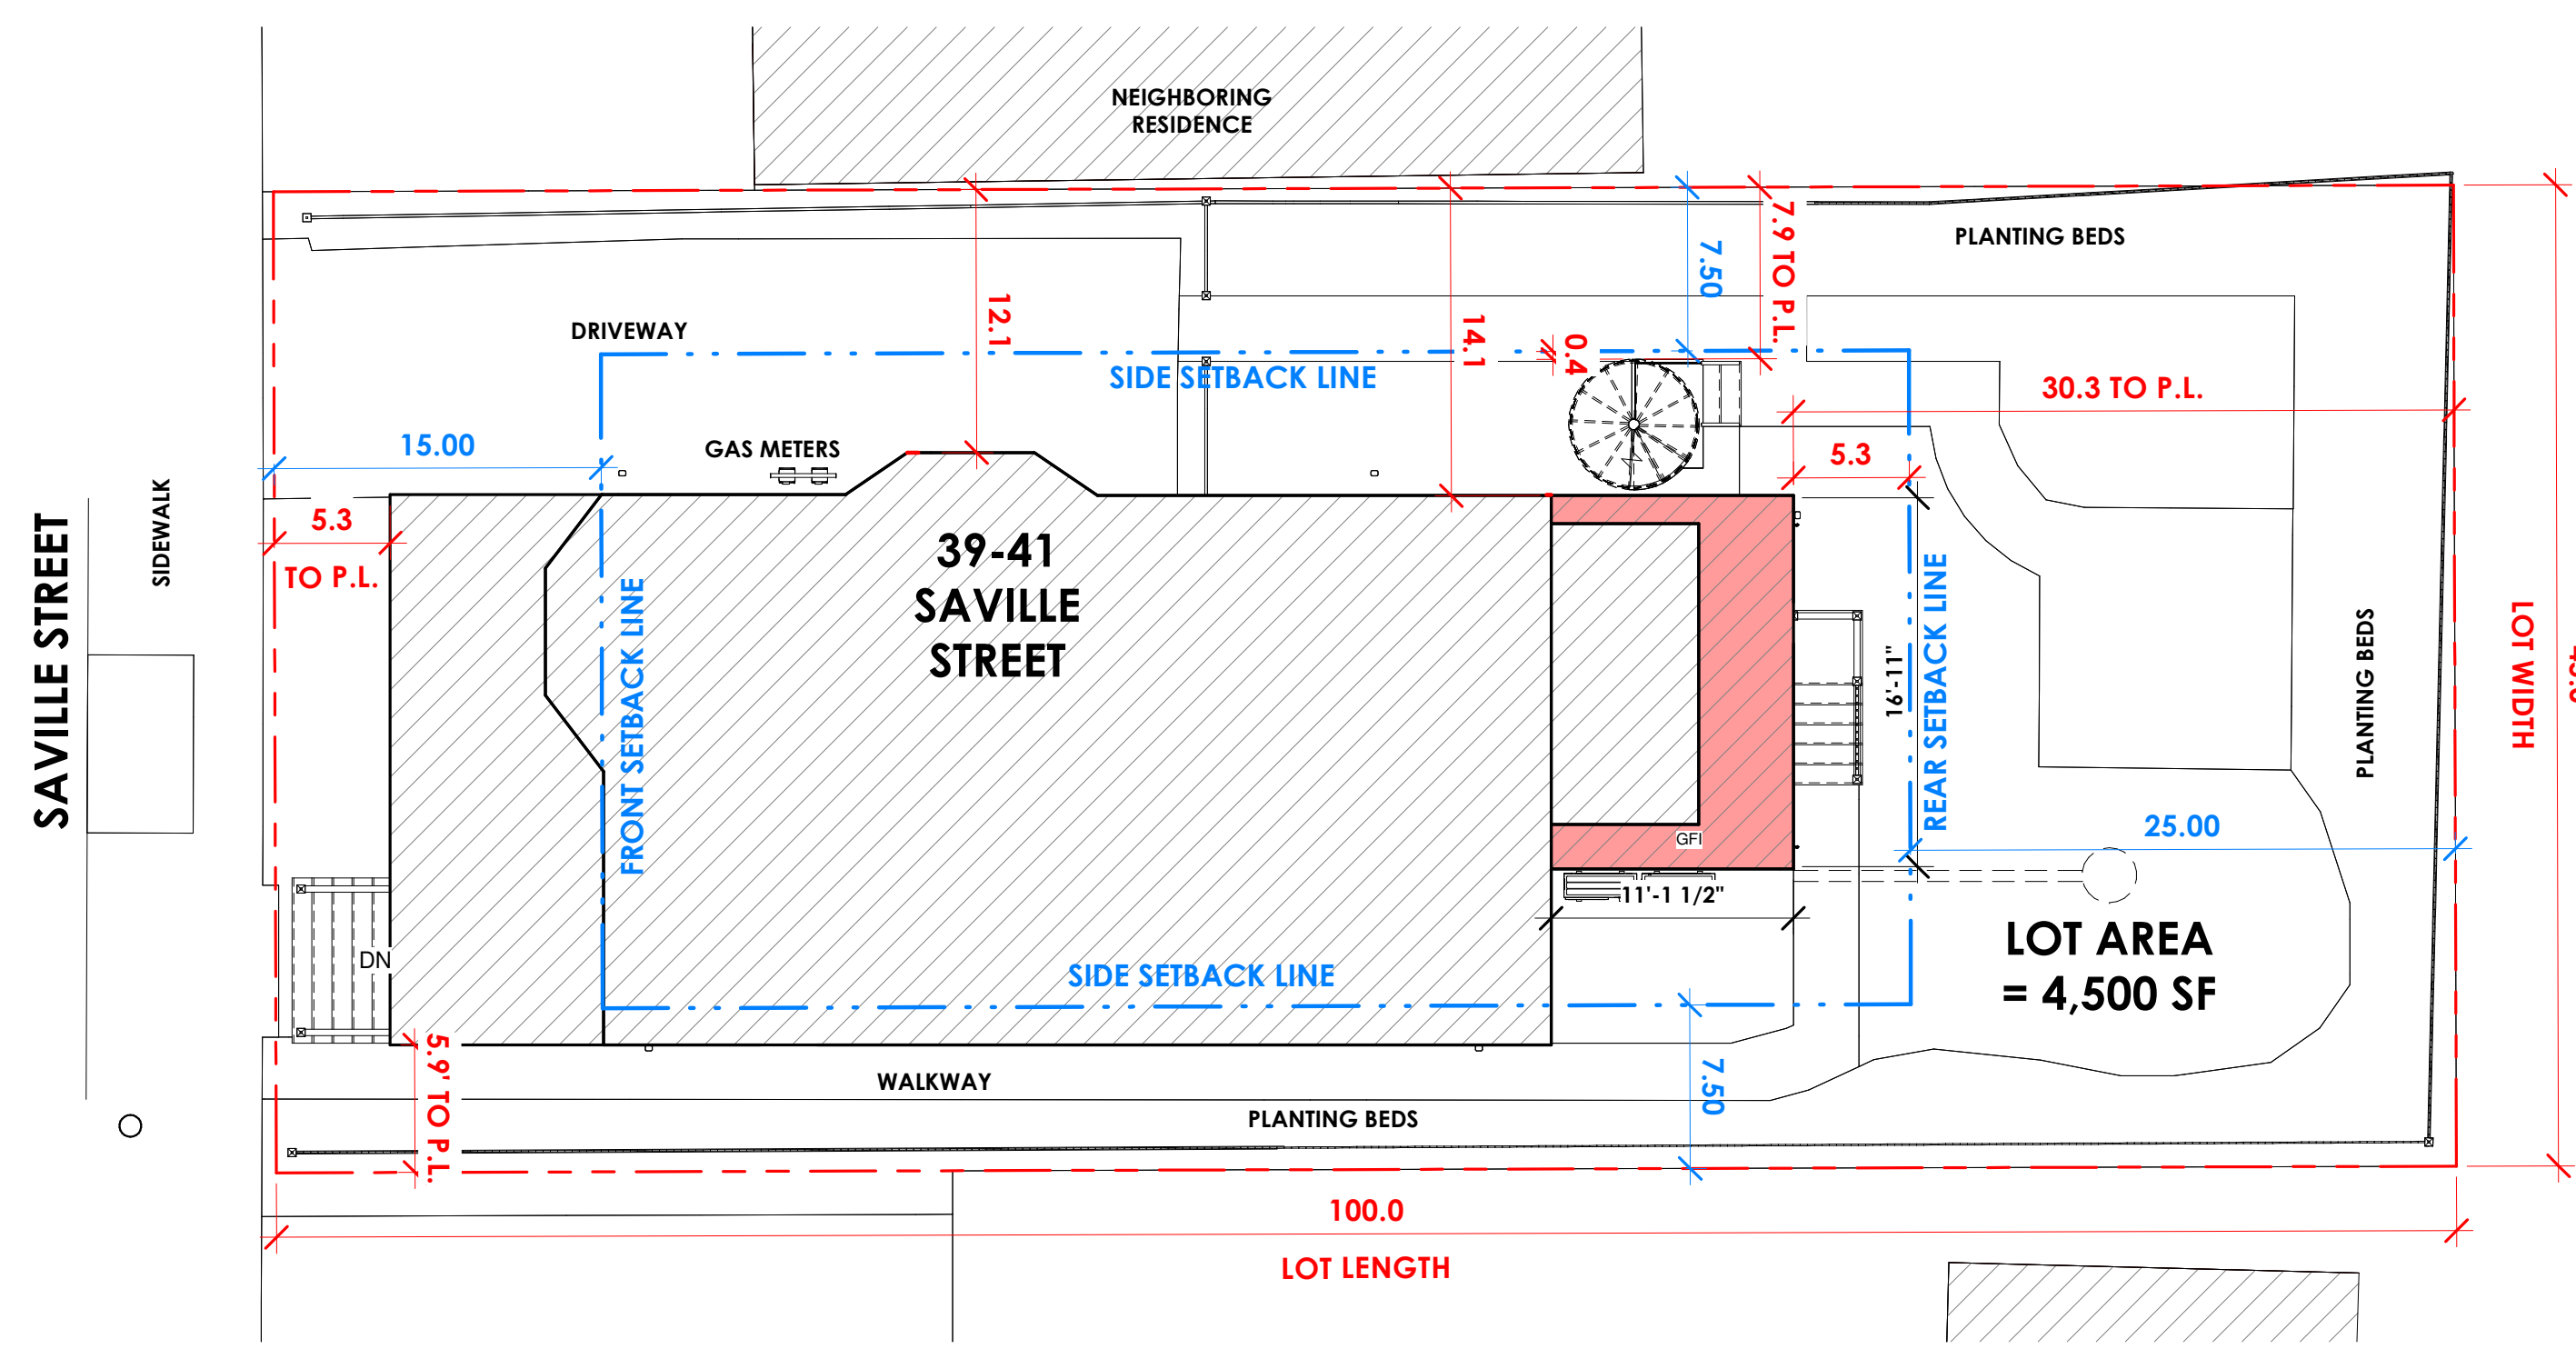 NEIGHBORING
RESIDENCE
PLANTING BEDS
7.9 TO P.L.
7.50
12.1
14.1
0.4
DRIVEWAY
SIDE SETBACK LINE
30.3 TO P.L.
15.00
GAS METERS
5.3
5.3
TO P.L.
SIDEWALK
SAVILLE STREET
39-41
SAVILLE
STREET
FRONT SETBACK LINE
16'-11"
REAR SETBACK LINE
PLANTING BEDS
LOT WIDTH
25.00
GFI
11'-1 1/2"
DN
SIDE SETBACK LINE
LOT AREA
= 4,500 SF
5.9' TO P.L.
WALKWAY
7.50
PLANTING BEDS
100.0
LOT LENGTH